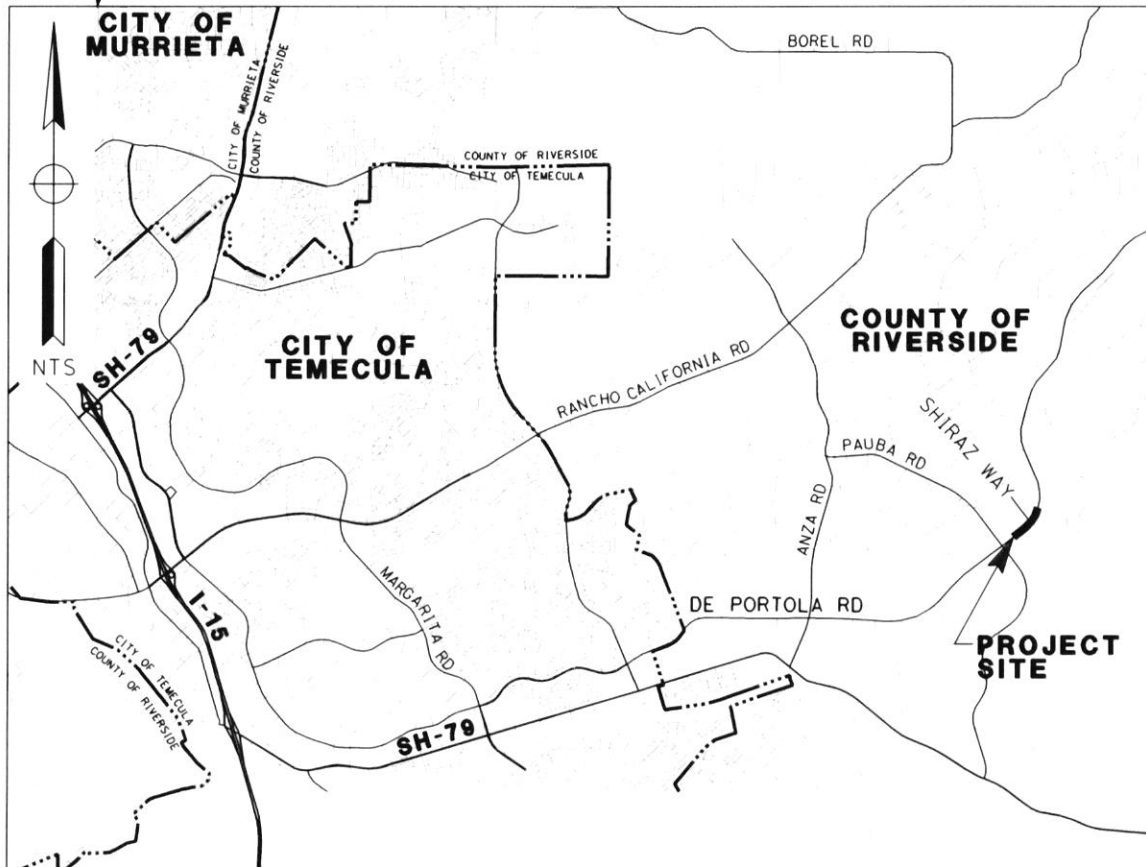 CITY OF
MURRIETA
BOREL RD
CITY OF MURRIETA
COUNTY OF RIVERSIDE
COUNTY OF RIVERSIDE
CITY OF TEMECULA
NTS
SH-79
CITY OF
TEMECULA
COUNTY OF
RIVERSIDE
RANCHO CALIFORNIA RD
SHIRAZ WAY
PAUBA RD
ANZA RD
MARGARITA RD
I-15
DE PORTOLA RD
PROJECT
SITE
CITY OF TEMECULA
COUNTY OF RIVERSIDE
SH-79